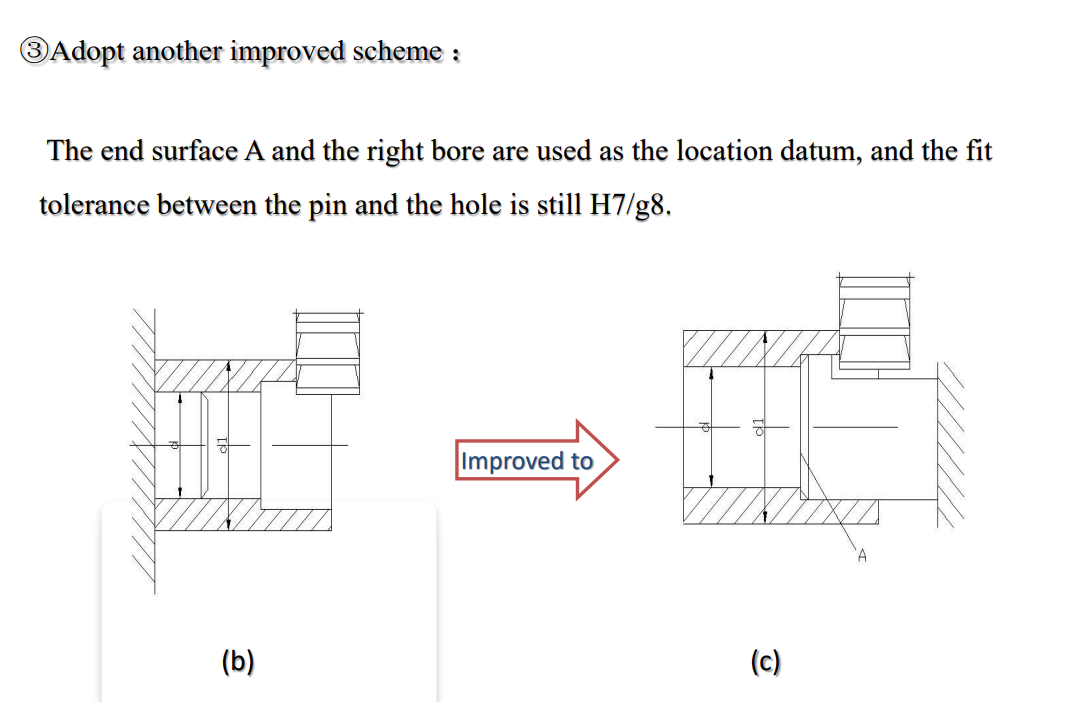 ③Adopt another improved scheme：
The end surface A and the right bore are used as the location datum, and the fit
tolerance between the pin and the hole is still H7/g8.
d
d1
Improved to
d
d1
A
(b)
(c)